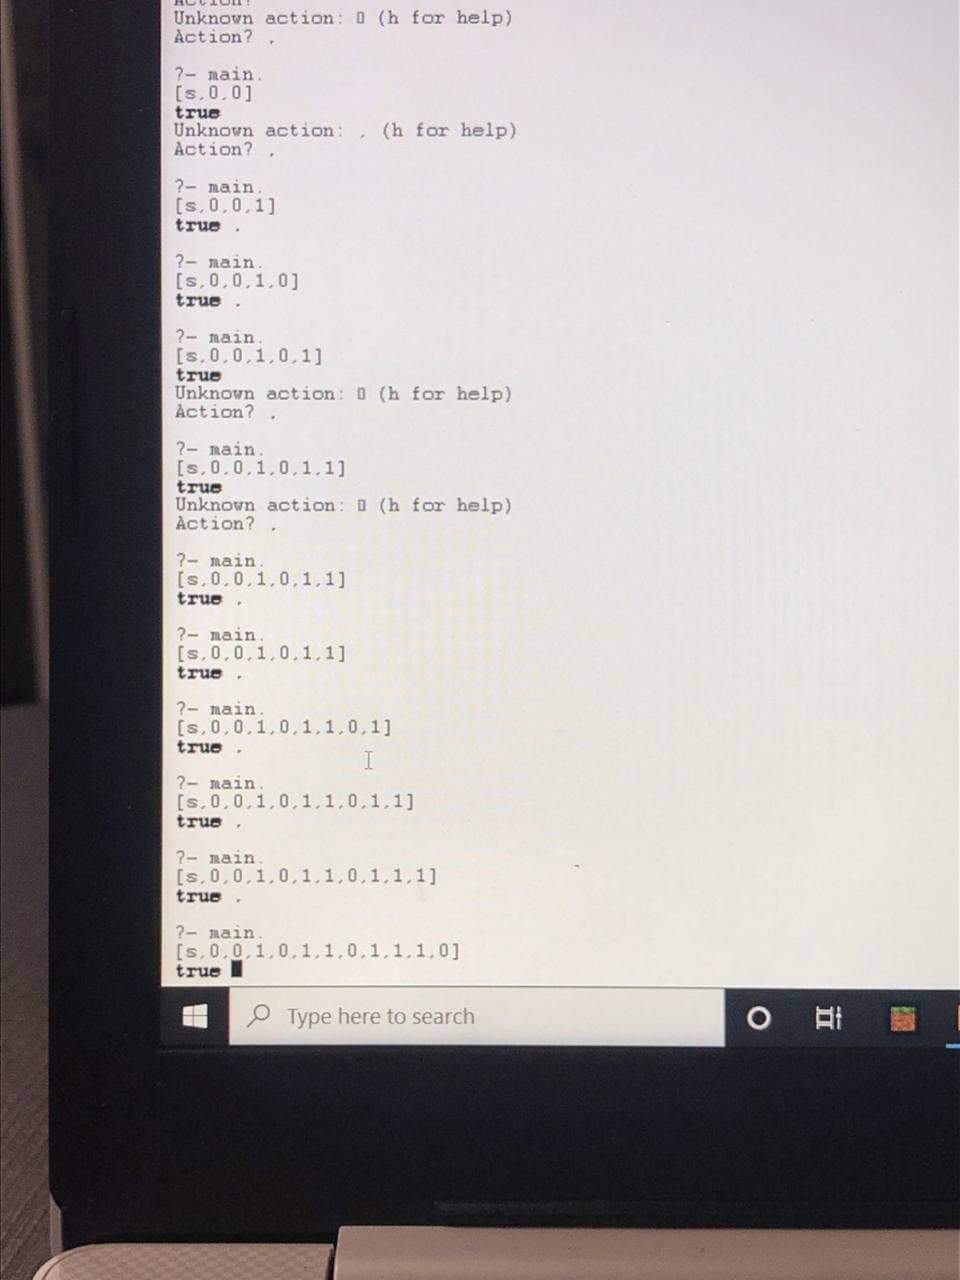 Action?
Unknown action: ▯ (h for help)
Action? .
?- main.
[s,0,0]
true
Unknown action: , (h for help)
Action? .
?- main.
[s,0,0,1]
true .
?- main.
[s,0,0,1,0]
true .
?- main.
[s,0,0,1,0,1]
true
Unknown action: ▯ (h for help)
Action? .
?- main.
[s,0,0,1,0,1,1]
true
Unknown action: ▯ (h for help)
Action? .
?- main.
[s,0,0,1,0,1,1]
true .
?- main.
[s,0,0,1,0,1,1]
true .
?- main.
[s,0,0,1,0,1,1,0,1]
true .
?- main.
[s,0,0,1,0,1,1,0,1,1]
true .
?- main.
[s,0,0,1,0,1,1,0,1,1,1]
true .
?- main.
[s,0,0,1,0,1,1,0,1,1,1,0]
true
Type here to search